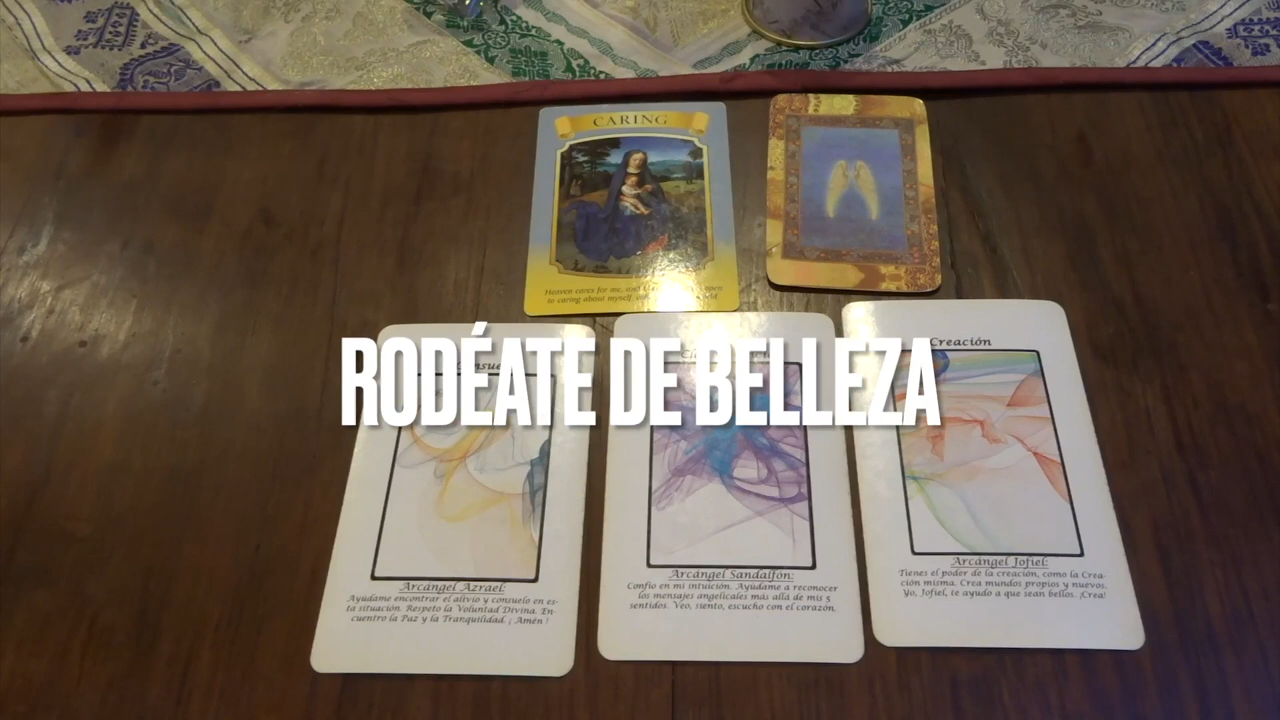 CARING
Heaven cares for me, and
open
to caring about myself,
RODÉATE DE BELLEZA
Creación
Arcángel Azrael:
Ayúdame encontrar el alivio y consuelo en es-
ta situación. Respeto la Voluntad Divina. En-
cuentro la Paz y la Tranquilidad. ¡ Amén !
Arcángel Sandalfón:
Confío en mi intuición. Ayúdame a reconocer
los mensajes angelicales más allá de mis 5
sentidos. Veo, siento, escucho con el corazón.
Arcángel Jofiel:
Tienes el poder de la creación, como la Crea-
ción misma. Crea mundos propios y nuevos.
Yo, Jofiel, te ayudo a que sean bellos. ¡Crea!